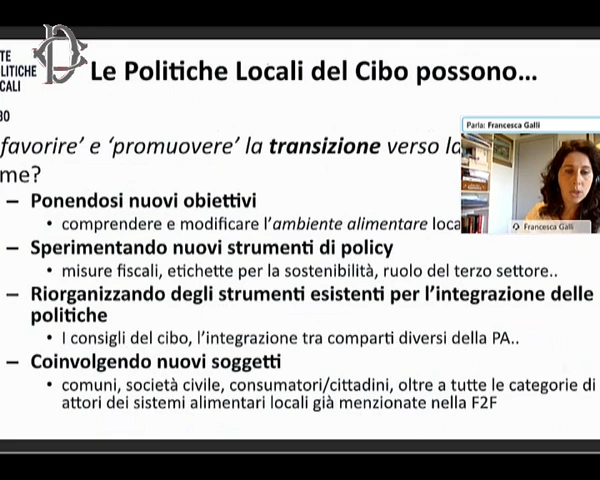 TE
LITICHE
CALI
BO
Le Politiche Locali del Cibo possono...
Parla: Francesca Galli
favorire' e 'promuovere' la transizione verso la
me?
– Ponendosi nuovi obiettivi
• comprendere e modificare l'ambiente alimentare loca
Francesca Galli
– Sperimentando nuovi strumenti di policy
• misure fiscali, etichette per la sostenibilità, ruolo del terzo settore..
– Riorganizzando degli strumenti esistenti per l'integrazione delle
politiche
• I consigli del cibo, l'integrazione tra comparti diversi della PA..
– Coinvolgendo nuovi soggetti
• comuni, società civile, consumatori/cittadini, oltre a tutte le categorie di
attori dei sistemi alimentari locali già menzionate nella F2F